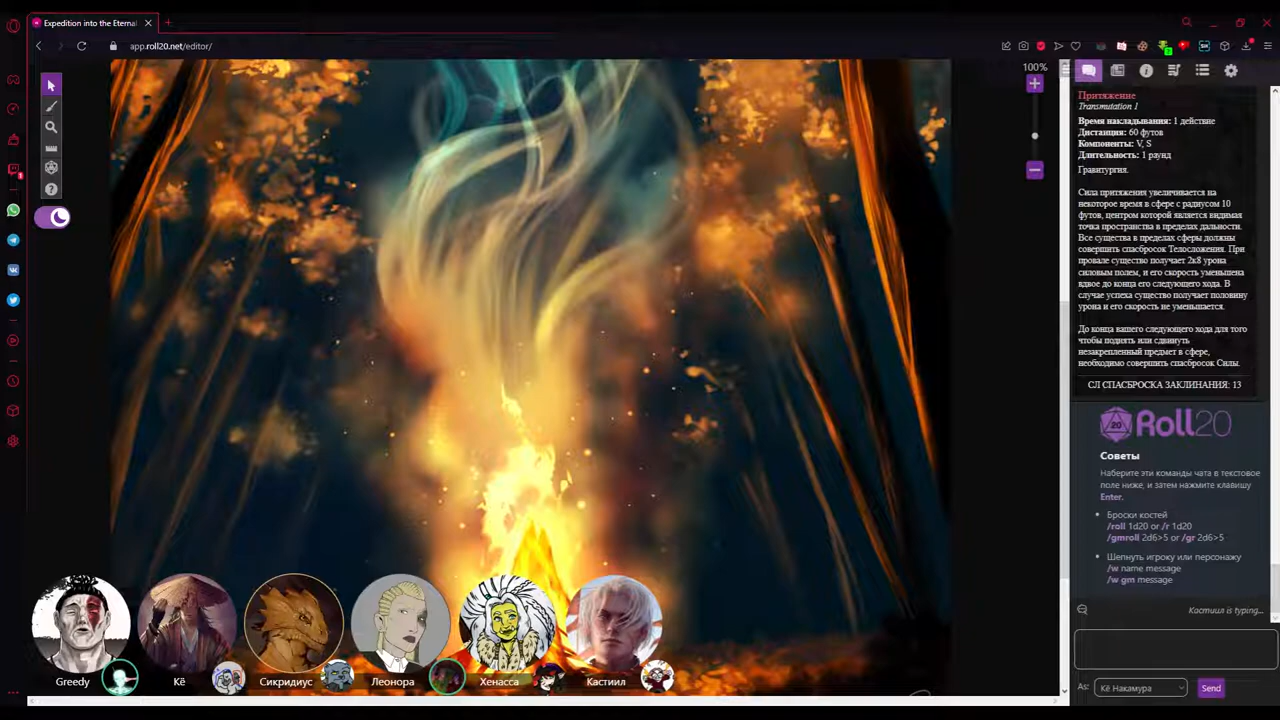 Expedition into the Eternal
app.roll20.net/editor/
100%
Притяжение
Transmutation 1
Время накладывания: 1 действие
Дистанция: 60 футов
Компоненты: V, S
Длительность: 1 раунд
Гравитургия.
Сила притяжения увеличивается на
некоторое время в сфере с радиусом 10
футов, центром которой является видимая
точка пространства в пределах дальности.
Все существа в пределах сферы должны
совершить спасбросок Телосложения. При
провале существо получает 2к8 урона
силовым полем, и его скорость уменьшена
вдвое до конца его следующего хода. В
случае успеха существо получает половину
урона и его скорость не уменьшается.
До конца вашего следующего хода для того
чтобы поднять или сдвинуть
незакрепленный предмет в сфере,
необходимо совершить спасбросок Силы.
СЛ СПАСБРОСКА ЗАКЛИНАНИЯ: 13
20 Roll20
Советы
Наберите эти команды чата в текстовое
поле ниже, и затем нажмите клавишу
Enter.
Броски костей
/roll 1d20 or /r 1d20
/gmroll 2d6>5 or /gr 2d6>5
Шепнуть игроку или персонажу
/w name message
/w gm message
Кастиил is typing...
As:
Кё Накамура
Send
Greedy
Кё
Сикридиус
Леонора
Хенасса
Кастиил